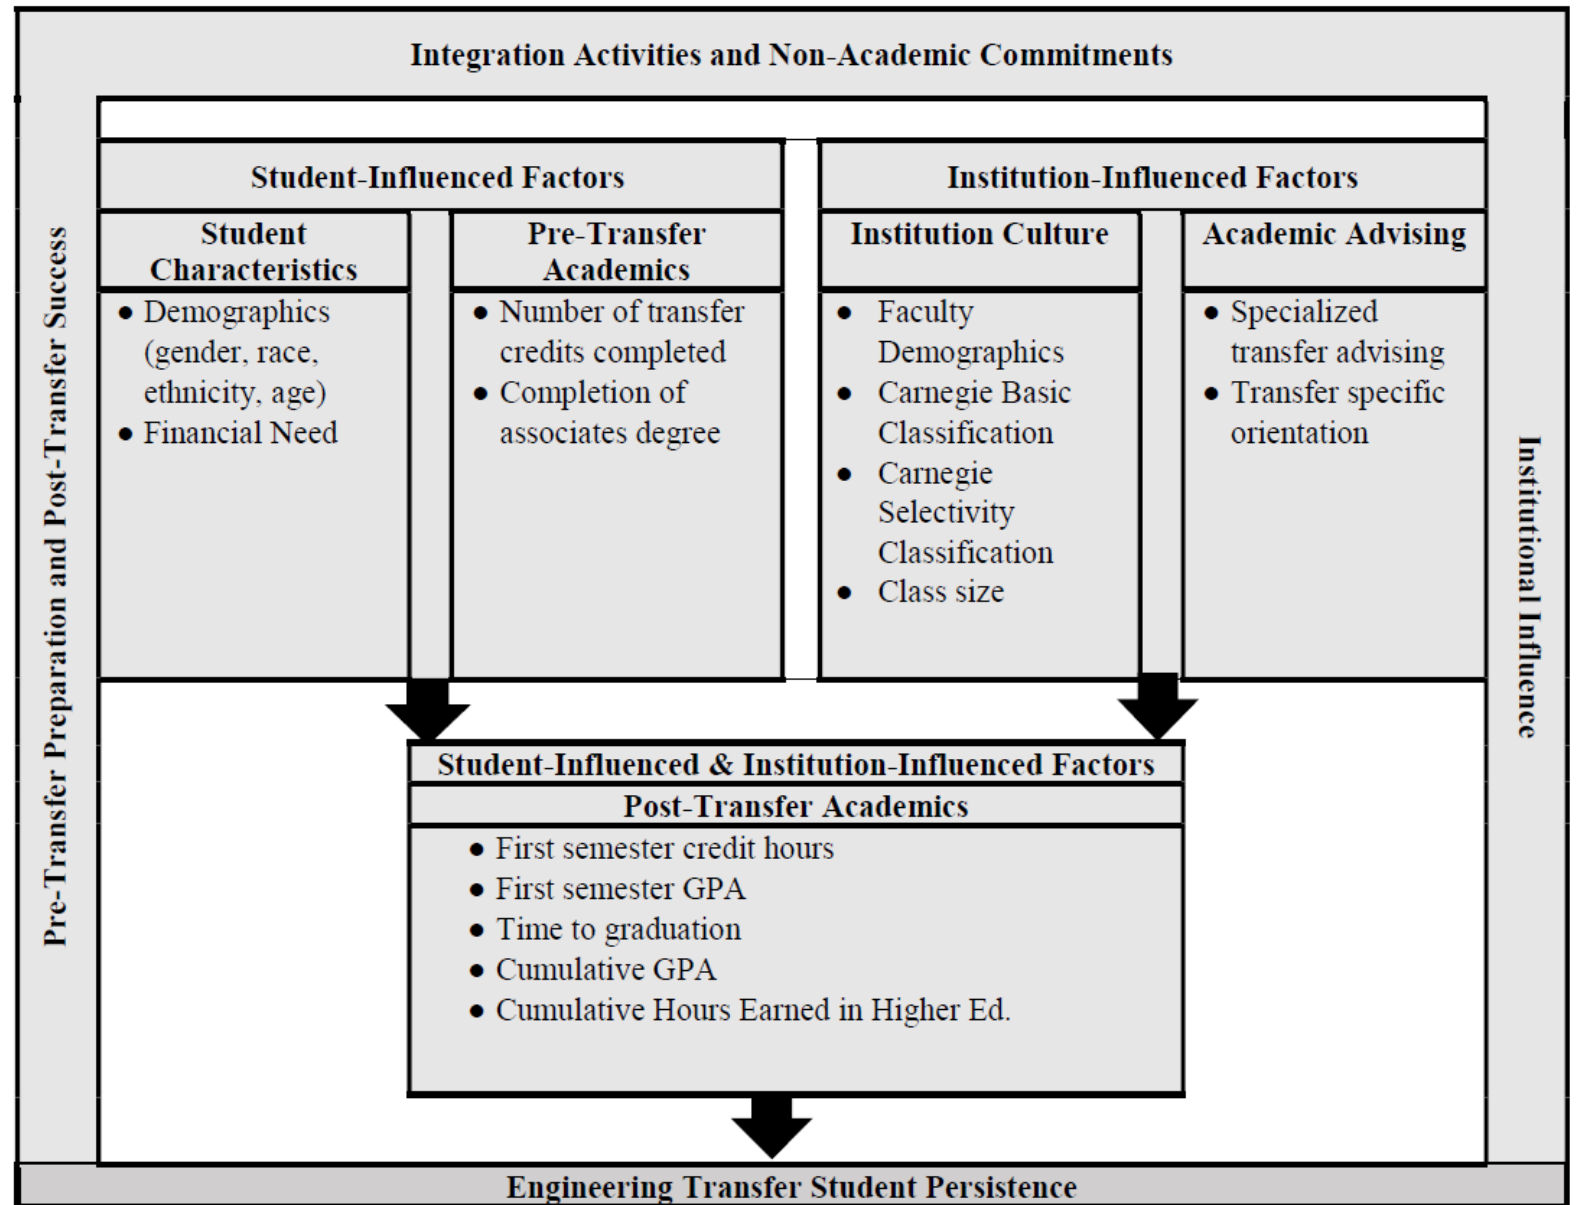 Integration Activities and Non-Academic Commitments
Pre-Transfer Preparation and Post-Transfer Success
Student-Influenced Factors
Student
Characteristics
● Demographics
(gender, race,
ethnicity, age)
● Financial Need
Pre-Transfer
Academics
● Number of transfer
credits completed
● Completion of
associates degree
Institution-Influenced Factors
Institution Culture
● Faculty
Demographics
● Carnegie Basic
Classification
● Carnegie
Selectivity
Classification
● Class size
Academic Advising
● Specialized
transfer advising
● Transfer specific
orientation
Institutional Influence
Student-Influenced & Institution-Influenced Factors
Post-Transfer Academics
● First semester credit hours
● First semester GPA
● Time to graduation
● Cumulative GPA
● Cumulative Hours Earned in Higher Ed.
Engineering Transfer Student Persistence